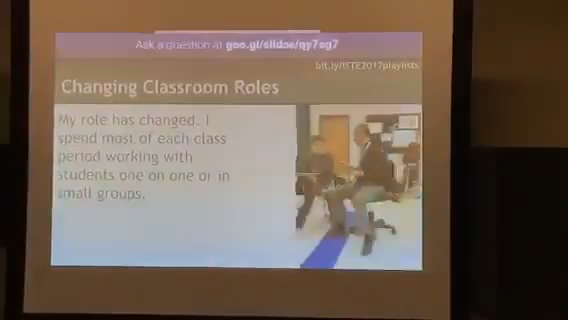 Ask a question at goo.gl/slides/qy7ag7
bit.ly/ISTE2017playlists
Changing Classroom Roles
My role has changed. I
spend most of each class
period working with
students one on one or in
small groups.